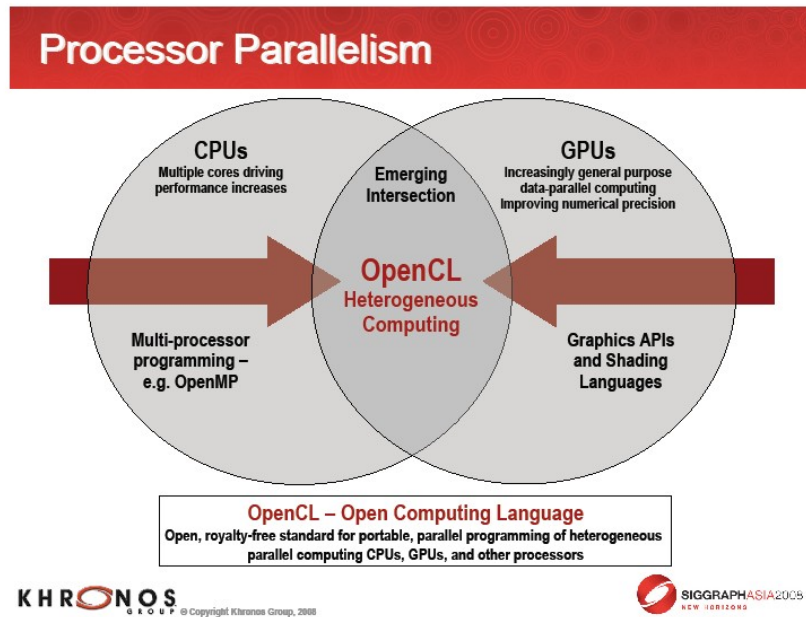 Processor Parallelism
CPUs
Multiple cores driving
performance increases
Emerging
Intersection
GPUs
Increasingly general purpose
data-parallel computing
Improving numerical precision
OpenCL
Heterogeneous
Computing
Multi-processor
programming –
e.g. OpenMP
Graphics APIs
and Shading
Languages
OpenCL – Open Computing Language
Open, royalty-free standard for portable, parallel programming of heterogeneous
parallel computing CPUs, GPUs, and other processors
KHRONOS
GROUP
© Copyright Khronos Group, 2008
SIGGRAPHASIA2008
NEW HORIZONS